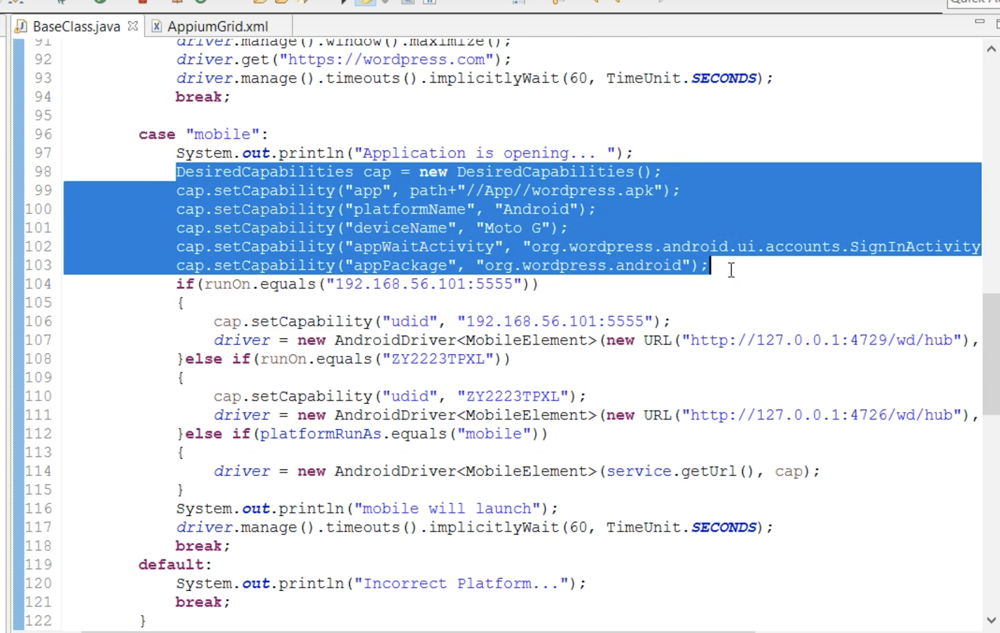 BaseClass.java
AppiumGrid.xml
91 driver.manage().window().maximize();
92 driver.get("https://wordpress.com");
93 driver.manage().timeouts().implicitlyWait(60, TimeUnit.SECONDS);
94 break;
95
96 case "mobile":
97 System.out.println("Application is opening... ");
98 DesiredCapabilities cap = new DesiredCapabilities();
99 cap.setCapability("app", path+"//App//wordpress.apk");
100 cap.setCapability("platformName", "Android");
101 cap.setCapability("deviceName", "Moto G");
102 cap.setCapability("appWaitActivity", "org.wordpress.android.ui.accounts.SignInActivity
103 cap.setCapability("appPackage", "org.wordpress.android");
104 if(runOn.equals("192.168.56.101:5555"))
105 {
106 cap.setCapability("udid", "192.168.56.101:5555");
107 driver = new AndroidDriver<MobileElement>(new URL("http://127.0.0.1:4729/wd/hub"),
108 }else if(runOn.equals("ZY2223TPXL"))
109 {
110 cap.setCapability("udid", "ZY2223TPXL");
111 driver = new AndroidDriver<MobileElement>(new URL("http://127.0.0.1:4726/wd/hub"),
112 }else if(platformRunAs.equals("mobile"))
113 {
114 driver = new AndroidDriver<MobileElement>(service.getUrl(), cap);
115 }
116 System.out.println("mobile will launch");
117 driver.manage().timeouts().implicitlyWait(60, TimeUnit.SECONDS);
118 break;
119 default:
120 System.out.println("Incorrect Platform...");
121 break;
122 }